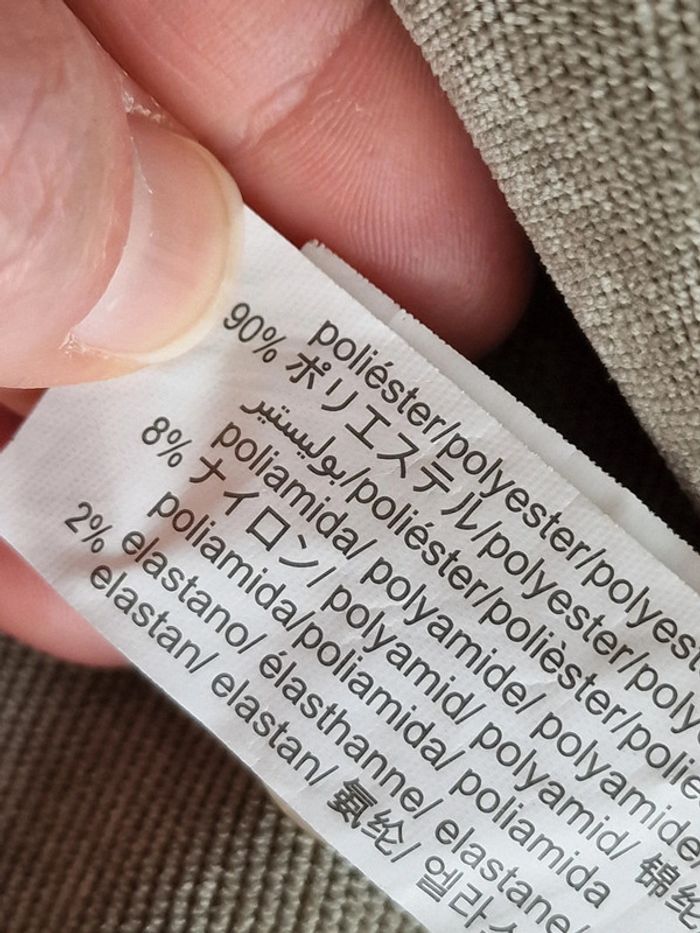 poliéster/polyester/polyest
90% ポリエステル/polyester/polye
بوليستير/poliéster/polièster/polié
poliamida/ polyamide/ polyamide
8% ナイロン/ polyamid/ polyamid/ 锦纶
poliamida/poliamida/ poliamida
2% elastano/ élasthanne/ elastane/
elastan/ elastan/ 氨纶/ 엘라스